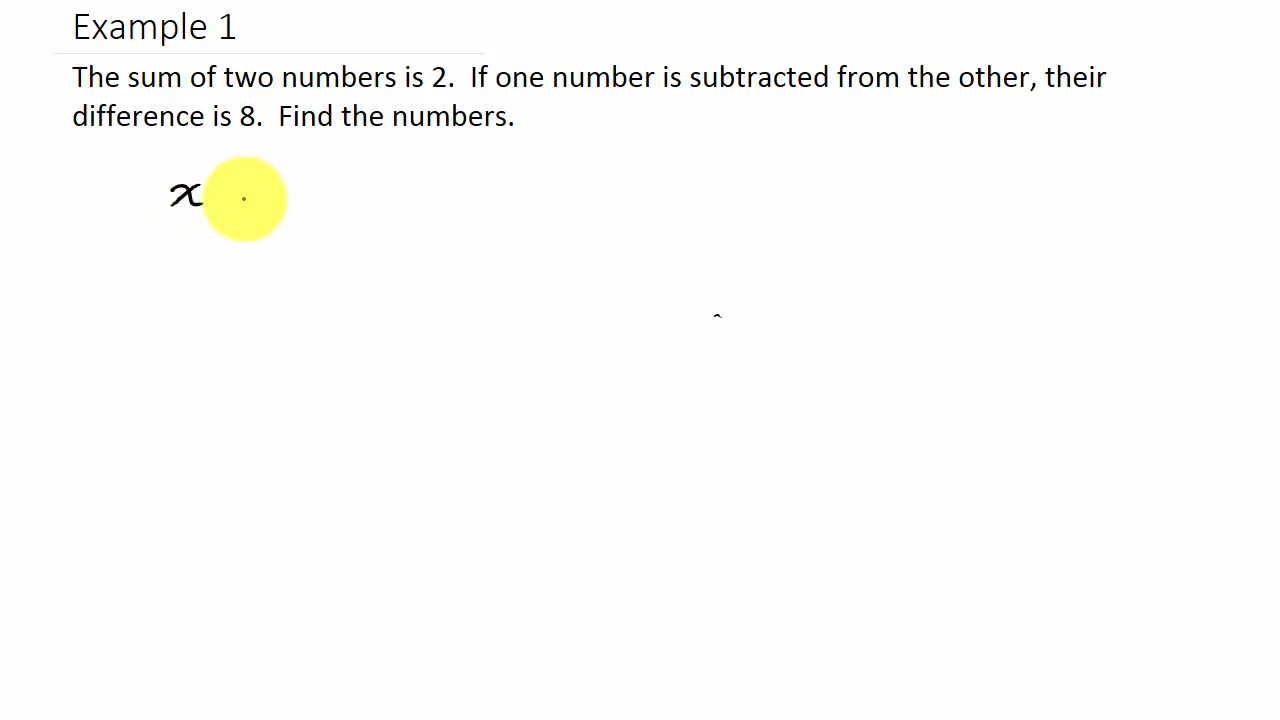 Example 1
The sum of two numbers is 2. If one number is subtracted from the other, their
difference is 8. Find the numbers.
x